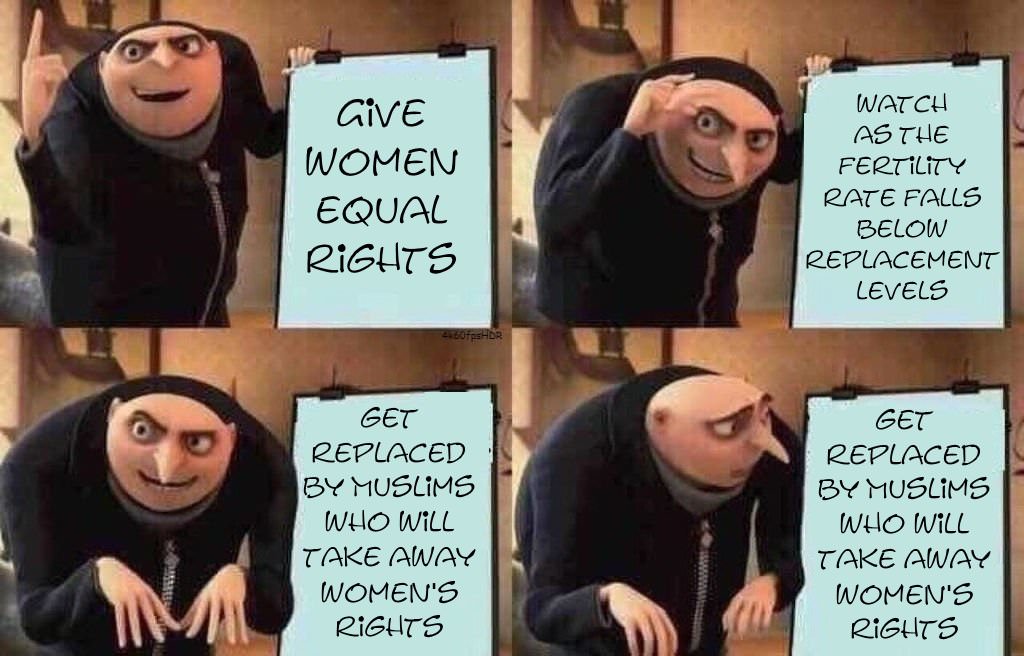 GIVE
WOMEN
EQUAL
RIGHTS
WATCH
AS THE
FERTILITY
RATE FALLS
BELOW
REPLACEMENT
LEVELS
4k60fpsHDR
GET
REPLACED
BY MUSLIMS
WHO WILL
TAKE AWAY
WOMEN'S
RIGHTS
GET
REPLACED
BY MUSLIMS
WHO WILL
TAKE AWAY
WOMEN'S
RIGHTS